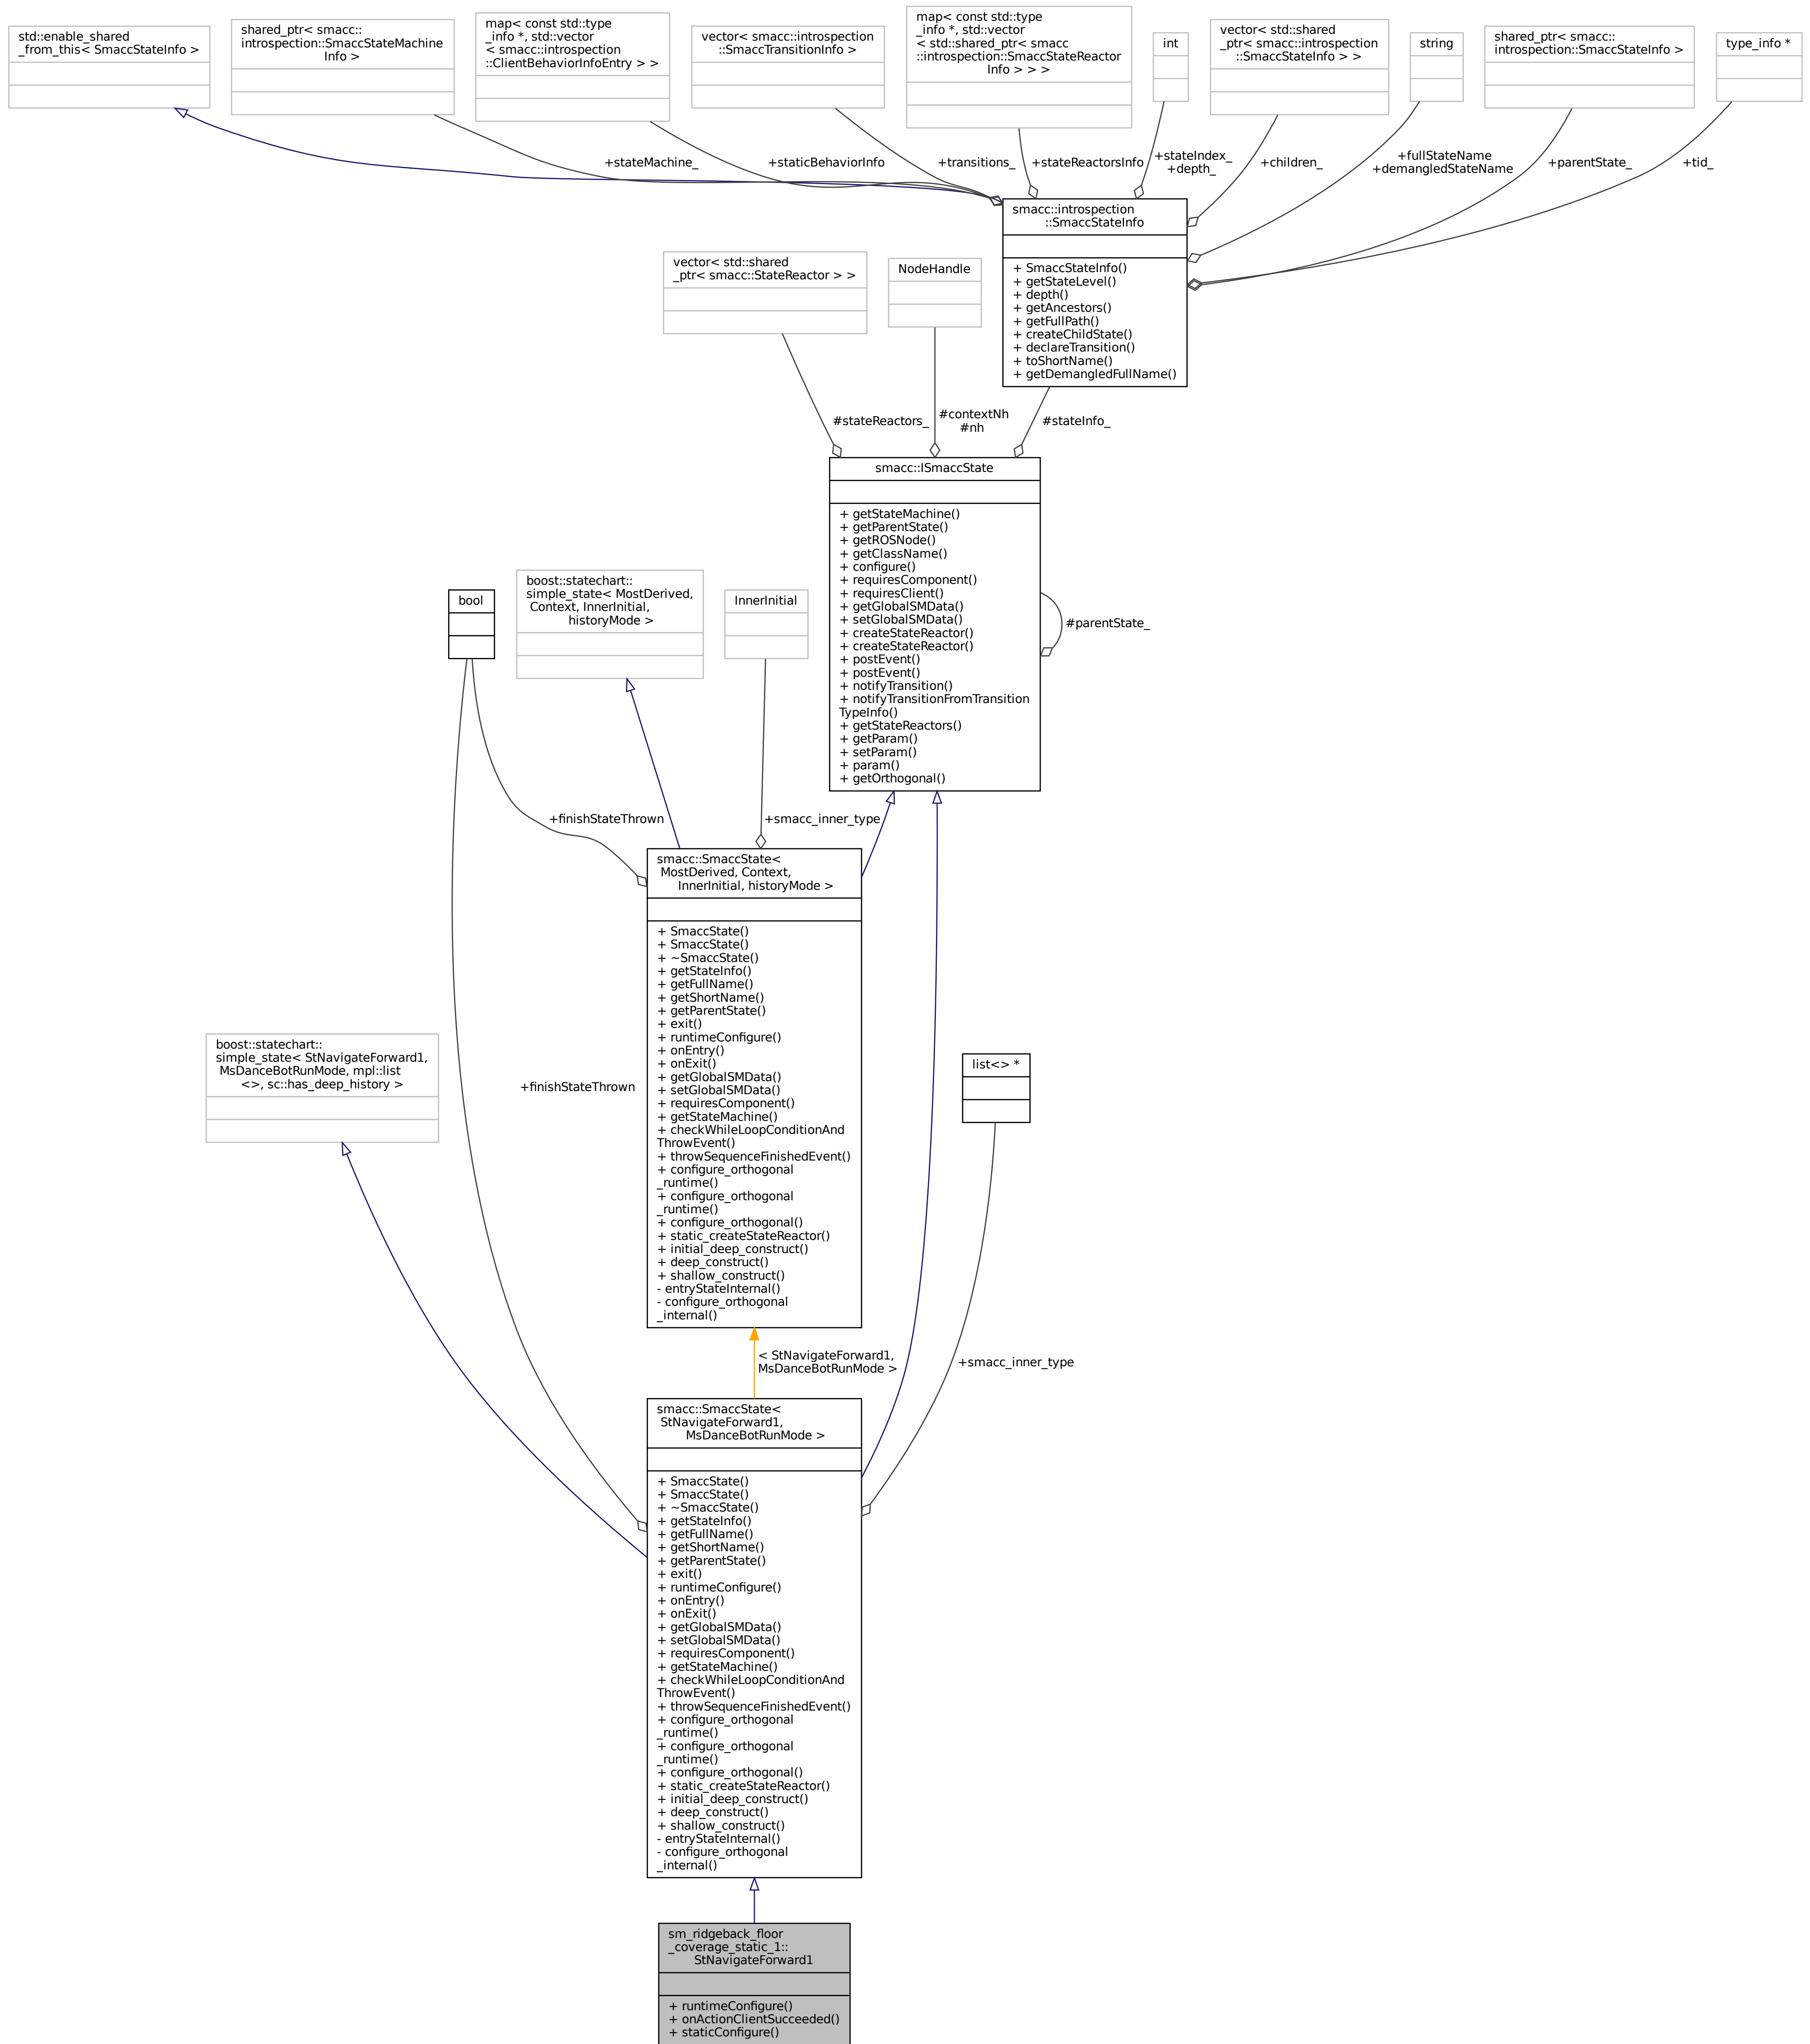 std::enable_shared
_from_this< SmaccStateInfo >
shared_ptr< smacc::
introspection::SmaccStateMachine
Info >
map< const std::type
_info *, std::vector
< smacc::introspection
::ClientBehaviorInfoEntry > >
vector< smacc::introspection
::SmaccTransitionInfo >
map< const std::type
_info *, std::vector
< std::shared_ptr< smacc
::introspection::SmaccStateReactor
Info > > >
int
vector< std::shared
_ptr< smacc::introspection
::SmaccStateInfo > >
string
shared_ptr< smacc::
introspection::SmaccStateInfo >
type_info *
+stateMachine_
+staticBehaviorInfo
+transitions_
+stateReactorsInfo
+stateIndex_
+depth_
+children_
+fullStateName
+demangledStateName
+parentState_
+tid_
smacc::introspection
::SmaccStateInfo
+ SmaccStateInfo()
+ getStateLevel()
+ depth()
+ getAncestors()
+ getFullPath()
+ createChildState()
+ declareTransition()
+ toShortName()
+ getDemangledFullName()
vector< std::shared
_ptr< smacc::StateReactor > >
NodeHandle
#stateReactors_
#contextNh
#nh
#stateInfo_
smacc::ISmaccState
+ getStateMachine()
+ getParentState()
+ getROSNode()
+ getClassName()
+ configure()
+ requiresComponent()
+ requiresClient()
+ getGlobalSMData()
+ setGlobalSMData()
+ createStateReactor()
+ createStateReactor()
+ postEvent()
+ postEvent()
+ notifyTransition()
+ notifyTransitionFromTransition
TypeInfo()
+ getStateReactors()
+ getParam()
+ setParam()
+ param()
+ getOrthogonal()
#parentState_
bool
boost::statechart::
simple_state< MostDerived,
Context, InnerInitial,
historyMode >
InnerInitial
+finishStateThrown
+smacc_inner_type
smacc::SmaccState<
MostDerived, Context,
InnerInitial, historyMode >
+ SmaccState()
+ SmaccState()
+ ~SmaccState()
+ getStateInfo()
+ getFullName()
+ getShortName()
+ getParentState()
+ exit()
+ runtimeConfigure()
+ onEntry()
+ onExit()
+ getGlobalSMData()
+ setGlobalSMData()
+ requiresComponent()
+ getStateMachine()
+ checkWhileLoopConditionAnd
ThrowEvent()
+ throwSequenceFinishedEvent()
+ configure_orthogonal
_runtime()
+ configure_orthogonal
_runtime()
+ configure_orthogonal()
+ static_createStateReactor()
+ initial_deep_construct()
+ deep_construct()
+ shallow_construct()
- entryStateInternal()
- configure_orthogonal
_internal()
boost::statechart::
simple_state< StNavigateForward1,
MsDanceBotRunMode, mpl::list
<>, sc::has_deep_history >
+finishStateThrown
list<> *
< StNavigateForward1,
MsDanceBotRunMode >
+smacc_inner_type
smacc::SmaccState<
StNavigateForward1,
MsDanceBotRunMode >
+ SmaccState()
+ SmaccState()
+ ~SmaccState()
+ getStateInfo()
+ getFullName()
+ getShortName()
+ getParentState()
+ exit()
+ runtimeConfigure()
+ onEntry()
+ onExit()
+ getGlobalSMData()
+ setGlobalSMData()
+ requiresComponent()
+ getStateMachine()
+ checkWhileLoopConditionAnd
ThrowEvent()
+ throwSequenceFinishedEvent()
+ configure_orthogonal
_runtime()
+ configure_orthogonal
_runtime()
+ configure_orthogonal()
+ static_createStateReactor()
+ initial_deep_construct()
+ deep_construct()
+ shallow_construct()
- entryStateInternal()
- configure_orthogonal
_internal()
sm_ridgeback_floor
_coverage_static_1::
StNavigateForward1
+ runtimeConfigure()
+ onActionClientSucceeded()
+ staticConfigure()